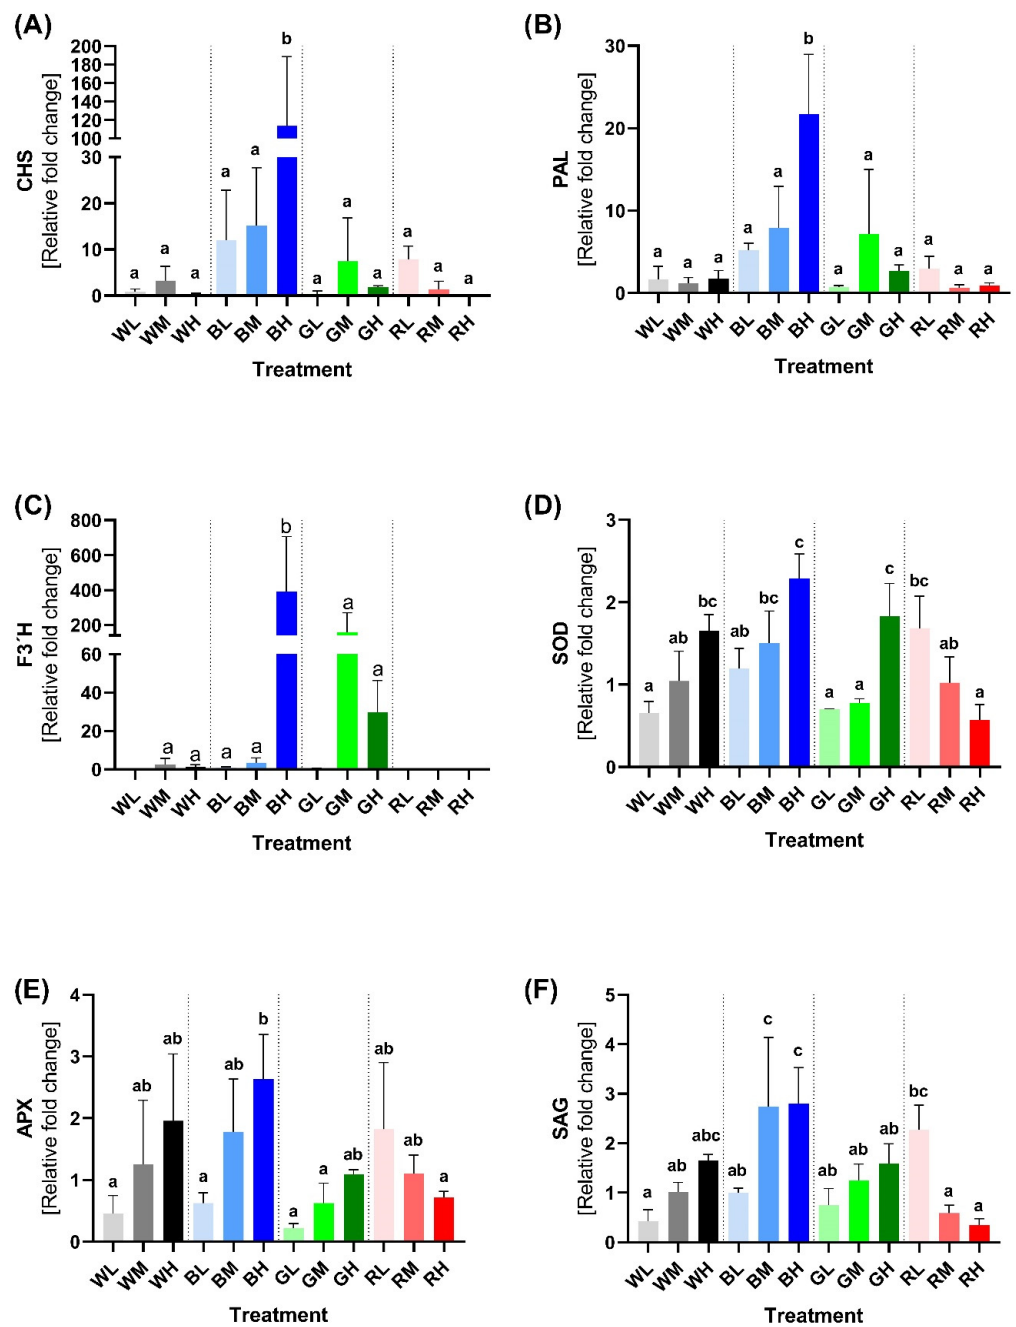 (A)
CHS
[Relative fold change]
200
180
160
140
120
100
30
20
10
0
a a a a a b a a a a a a
WL WM WH BL BM BH GL GM GH RL RM RH
Treatment
(B)
PAL
[Relative fold change]
30
20
10
0
a a a a a b a a a a a a
WL WM WH BL BM BH GL GM GH RL RM RH
Treatment
(C)
F3´H
[Relative fold change]
800
600
400
200
60
40
20
0
a a a a b a a
WL WM WH BL BM BH GL GM GH RL RM RH
Treatment
(D)
SOD
[Relative fold change]
3
2
1
0
a ab bc ab bc c a a c bc ab a
WL WM WH BL BM BH GL GM GH RL RM RH
Treatment
(E)
APX
[Relative fold change]
4
3
2
1
0
a ab ab a ab b a a ab ab ab a
WL WM WH BL BM BH GL GM GH RL RM RH
Treatment
(F)
SAG
[Relative fold change]
5
4
3
2
1
0
a ab abc ab c c ab ab ab bc a a
WL WM WH BL BM BH GL GM GH RL RM RH
Treatment